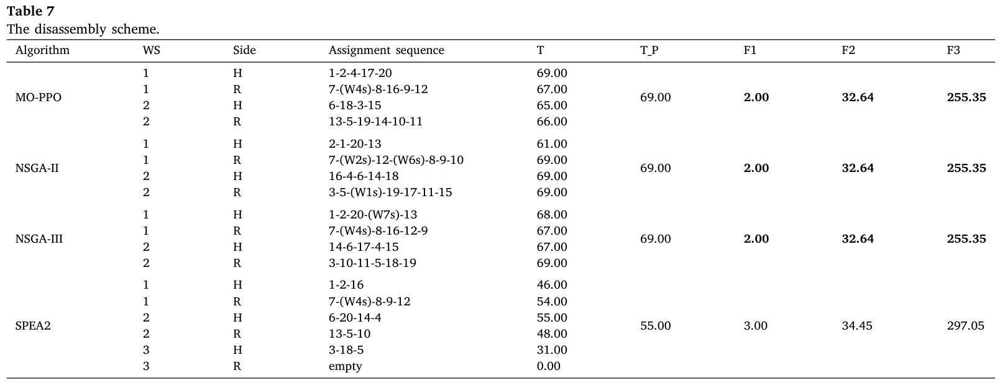 Table 7
The disassembly scheme.
Algorithm WS Side Assignment sequence T T_P F1 F2 F3
MO-PPO 1 H 1-2-4-17-20 69.00 69.00 2.00 32.64 255.35
1 R 7-(W4s)-8-16-9-12 67.00
2 H 6-18-3-15 65.00
2 R 13-5-19-14-10-11 66.00
NSGA-II 1 H 2-1-20-13 61.00 69.00 2.00 32.64 255.35
1 R 7-(W2s)-12-(W6s)-8-9-10 69.00
2 H 16-4-6-14-18 69.00
2 R 3-5-(W1s)-19-17-11-15 69.00
NSGA-III 1 H 1-2-20-(W7s)-13 68.00 69.00 2.00 32.64 255.35
1 R 7-(W4s)-8-16-12-9 67.00
2 H 14-6-17-4-15 67.00
2 R 3-10-11-5-18-19 69.00
SPEA2 1 H 1-2-16 46.00 55.00 3.00 34.45 297.05
1 R 7-(W4s)-8-9-12 54.00
2 H 6-20-14-4 55.00
2 R 13-5-10 48.00
3 H 3-18-5 31.00
3 R empty 0.00